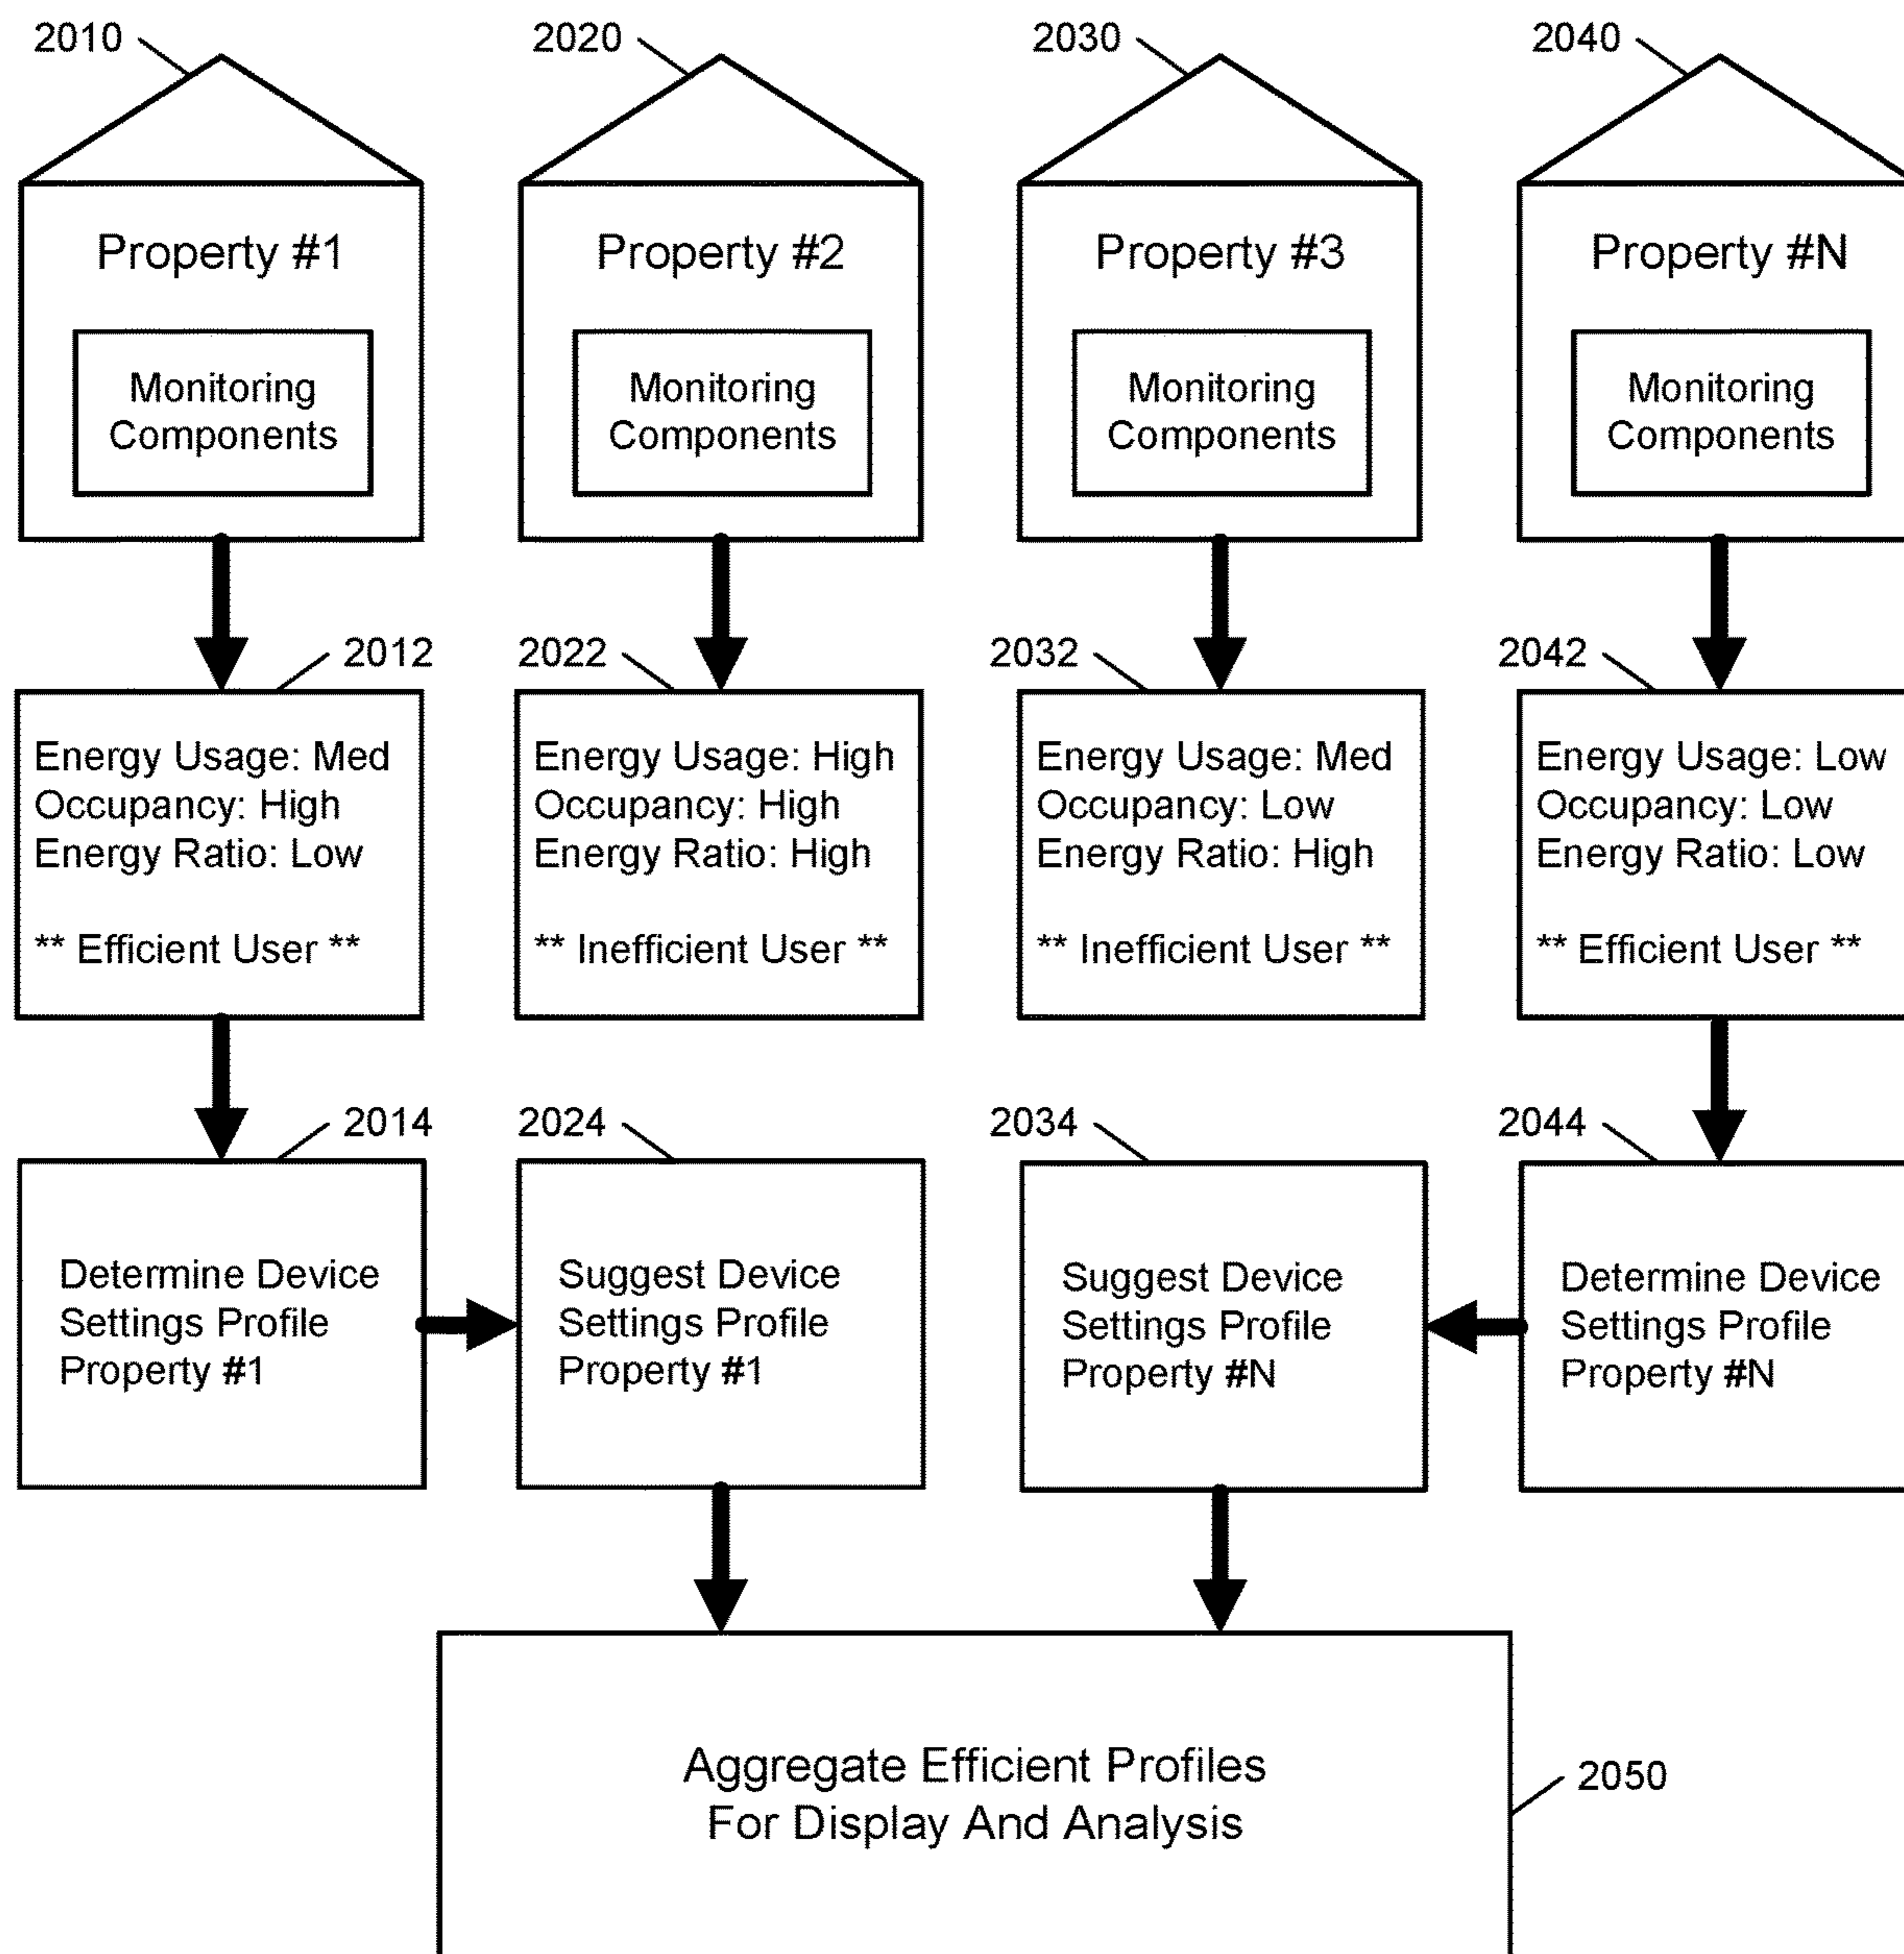 2010
2020
2030
2040
Property #1
Property #2
Property #3
Property #N
Monitoring
Components
Monitoring
Components
Monitoring
Components
Monitoring
Components
2012
2022
2032
2042
Energy Usage: Med
Occupancy: High
Energy Ratio: Low
** Efficient User **
Energy Usage: High
Occupancy: High
Energy Ratio: High
** Inefficient User **
Energy Usage: Med
Occupancy: Low
Energy Ratio: High
** Inefficient User **
Energy Usage: Low
Occupancy: Low
Energy Ratio: Low
** Efficient User **
2014
2024
2034
2044
Determine Device
Settings Profile
Property #1
Suggest Device
Settings Profile
Property #1
Suggest Device
Settings Profile
Property #N
Determine Device
Settings Profile
Property #N
Aggregate Efficient Profiles
For Display And Analysis
2050